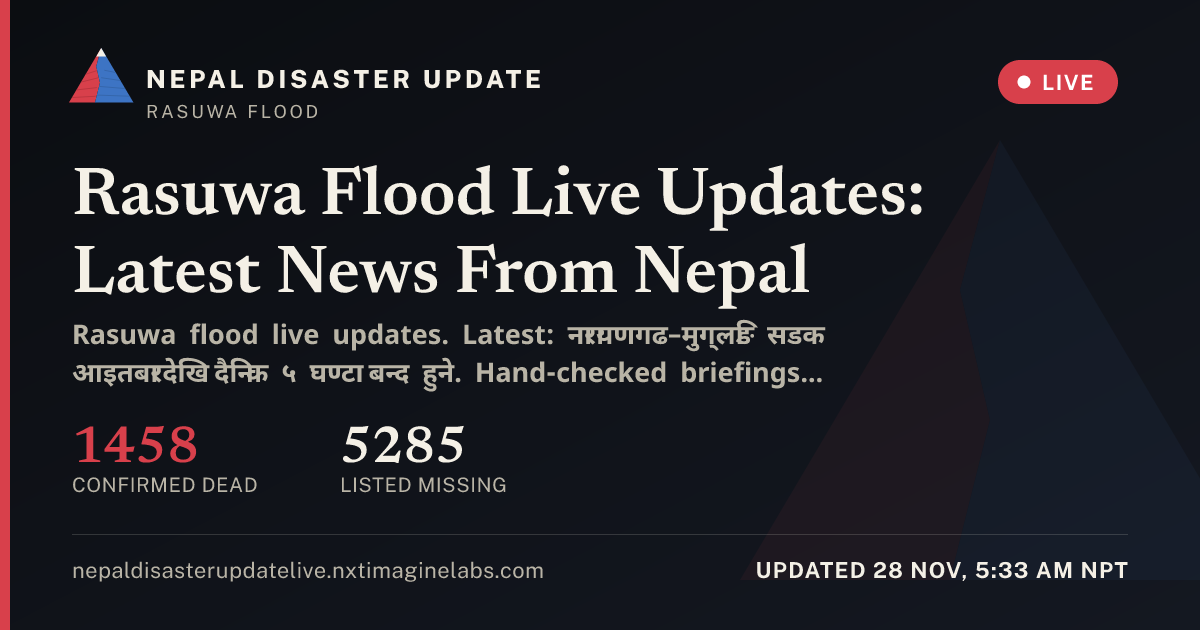 NEPAL DISASTER UPDATE
RASUWA FLOOD
LIVE
Rasuwa Flood Live Updates:
Latest News From Nepal
Rasuwa flood live updates. Latest: नारायणगढ–मुग्लिङ सडक
आइतबारदेखि दैनिक ५ घण्टा बन्द हुने. Hand-checked briefings...
1458
CONFIRMED DEAD
5285
LISTED MISSING
nepaldisasterupdatelive.nxtimaginelabs.com
UPDATED 28 NOV, 5:33 AM NPT